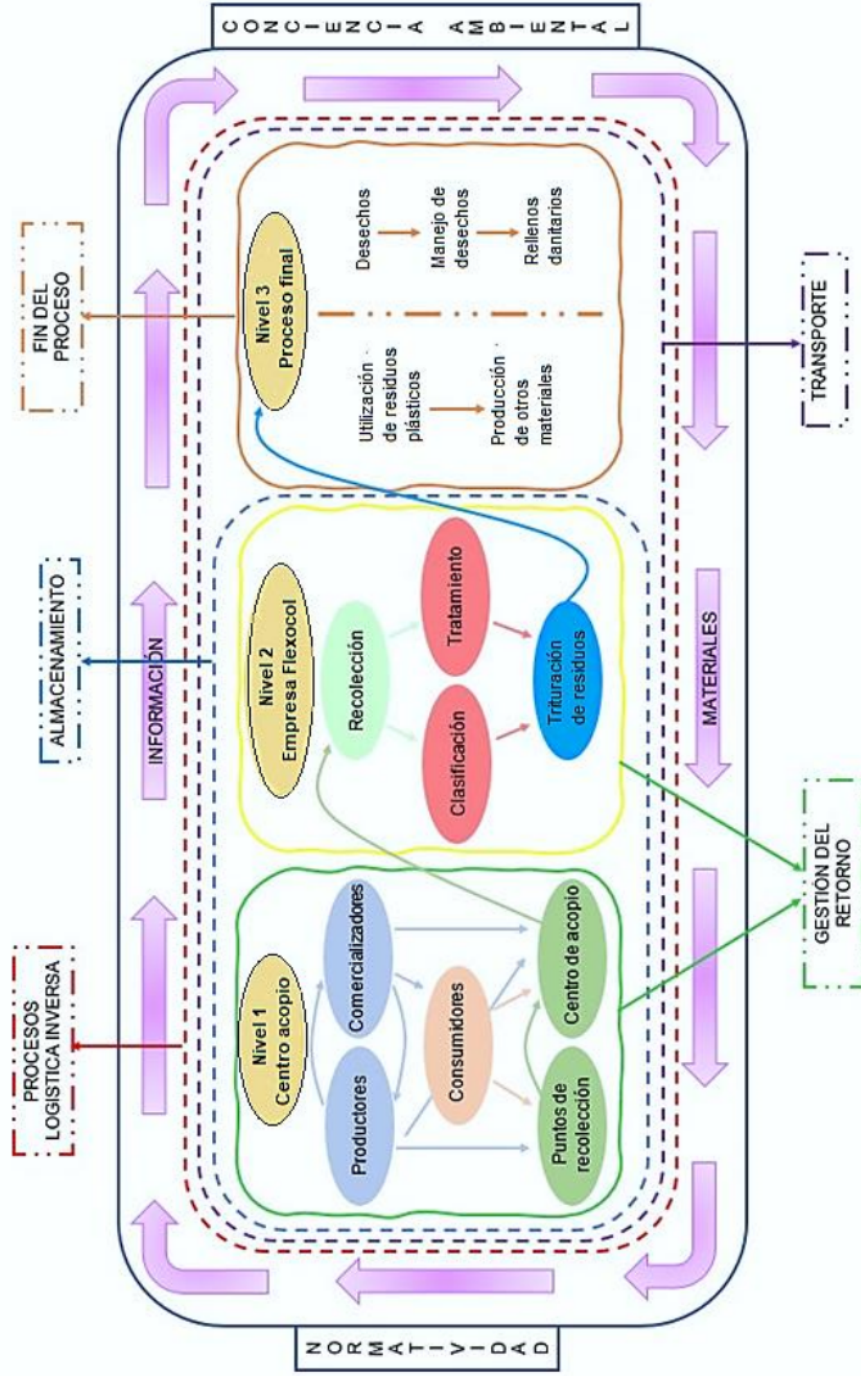 PROCESOS
LOGÍSTICA INVERSA
ALMACENAMIENTO
FIN DEL
PROCESO
INFORMACIÓN
NORMATIVIDAD
Nivel 1
Centro acopio
Productores
Comercializadores
Consumidores
Puntos de
recolección
Centro de acopio
Nivel 2
Empresa Flexocol
Recolección
Clasificación
Tratamiento
Trituración
de residuos
Nivel 3
Proceso final
Utilización
de residuos
plásticos
Producción
de otros
materiales
Desechos
Manejo de
desechos
Rellenos
danitarios
CONCIENCIA AMBIENTAL
MATERIALES
GESTIÓN DEL
RETORNO
TRANSPORTE